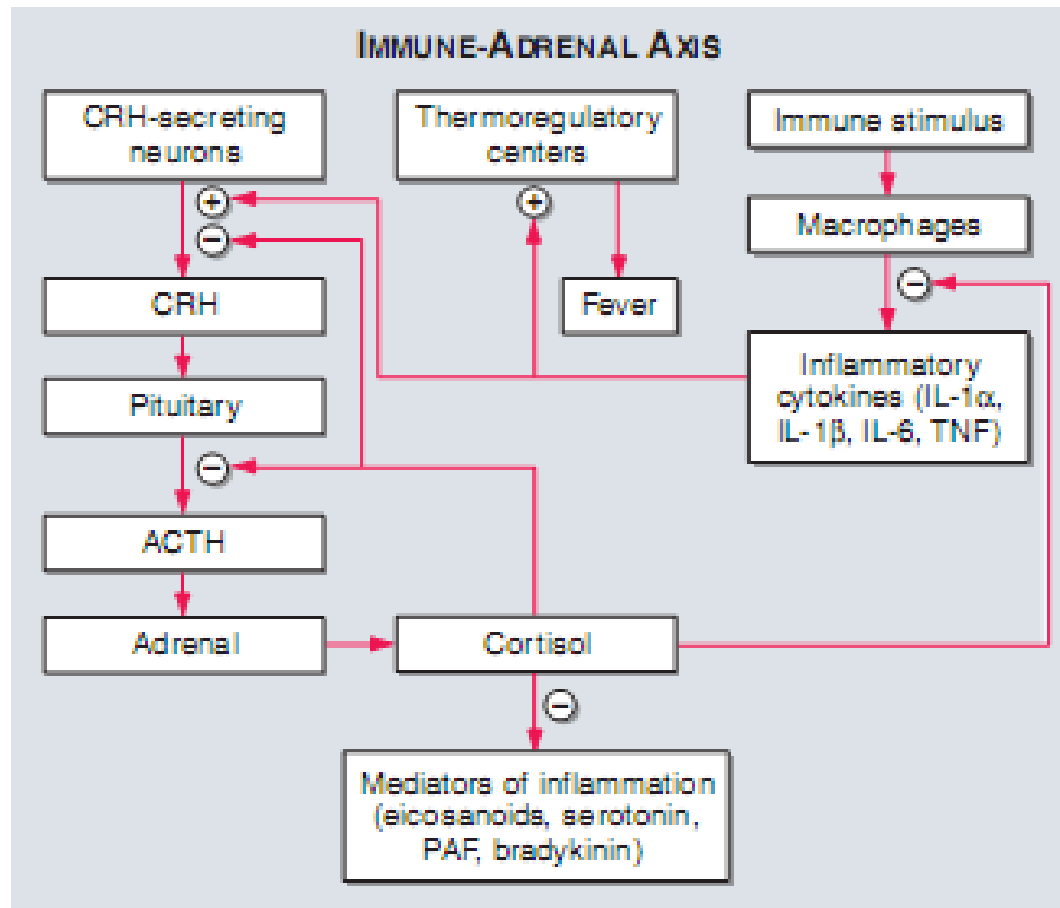 IMMUNE-ADRENAL AXIS
CRH-secreting
neurons
Thermoregulatory
centers
Immune stimulus
+
+
−
Macrophages
−
CRH
Fever
Inflammatory
cytokines (IL-1α,
IL-1β, IL-6, TNF)
Pituitary
−
ACTH
Adrenal
Cortisol
−
Mediators of inflammation
(eicosanoids, serotonin,
PAF, bradykinin)